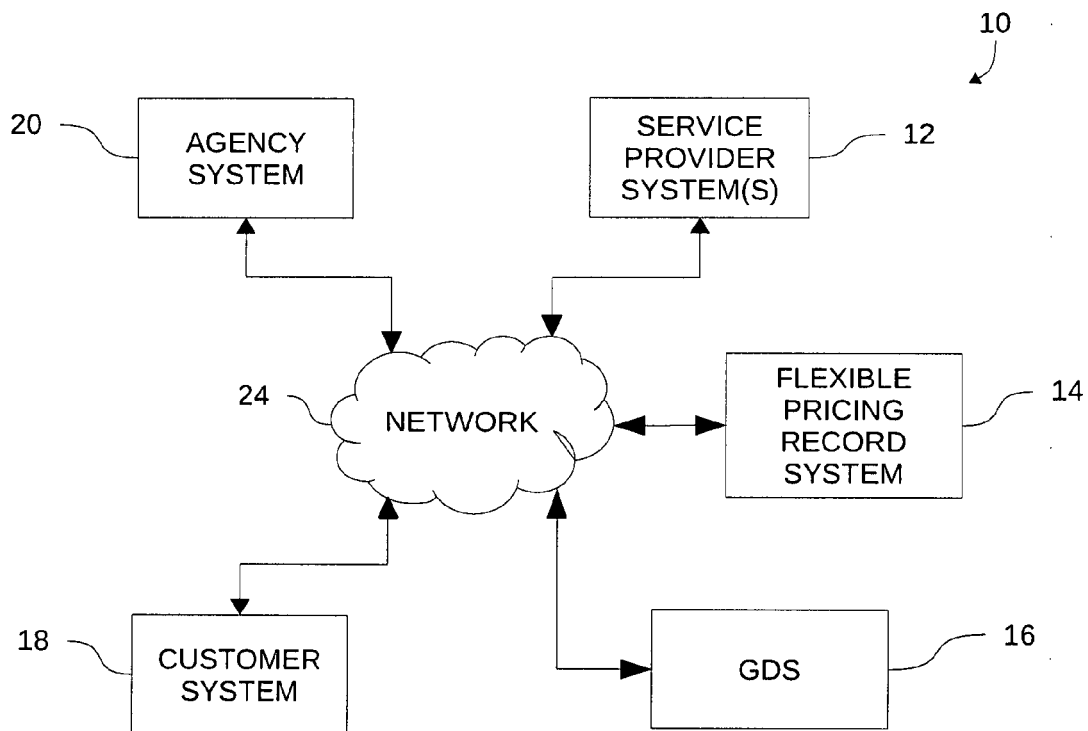 10
20
AGENCY
SYSTEM
SERVICE
PROVIDER
SYSTEM(S)
12
24
NETWORK
FLEXIBLE
PRICING
RECORD
SYSTEM
14
18
CUSTOMER
SYSTEM
GDS
16